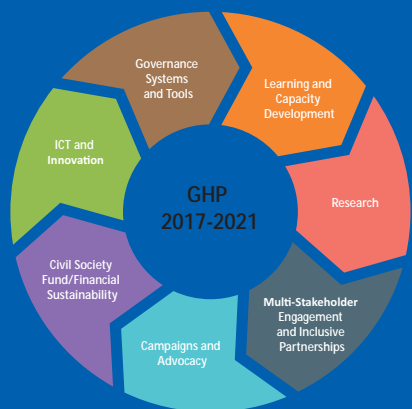 Governance
Systems
and Tools
Learning and
Capacity
Development
Research
Multi-Stakeholder
Engagement
and Inclusive
Partnerships
Campaigns and
Advocacy
Civil Society
Fund/Financial
Sustainability
ICT and
Innovation
GHP
2017-2021